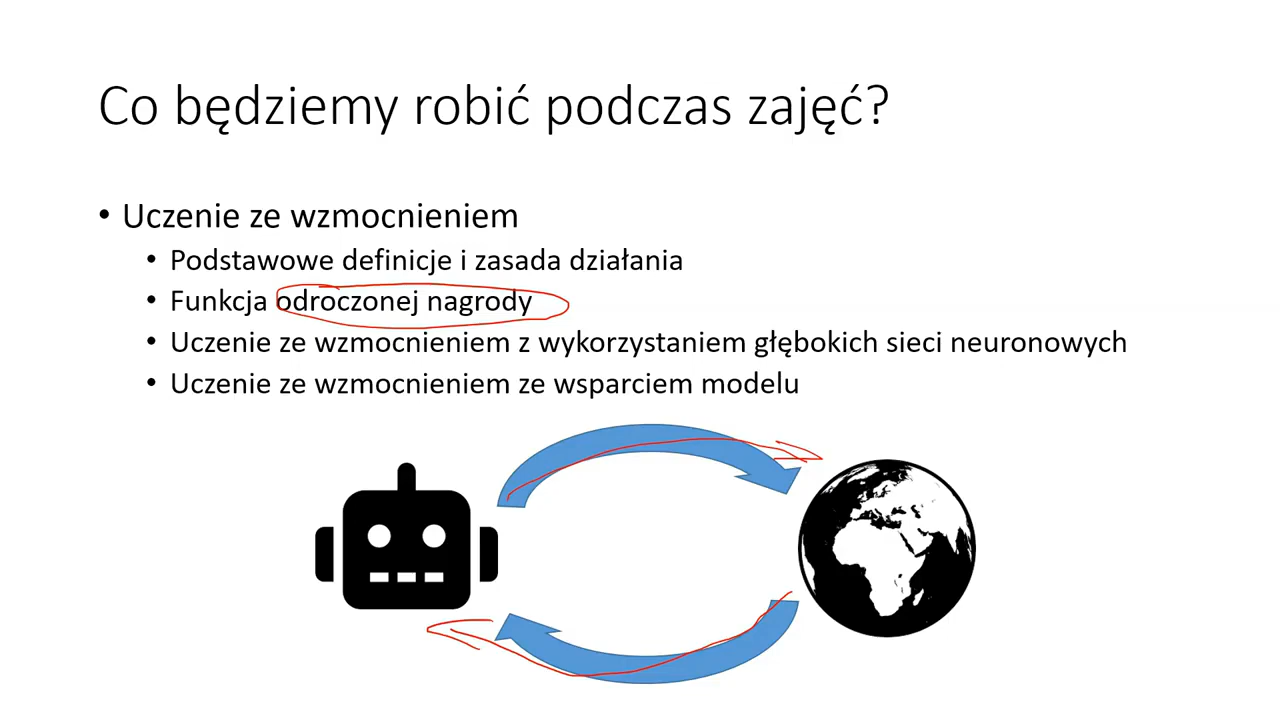 Co będziemy robić podczas zajęć?
• Uczenie ze wzmocnieniem
• Podstawowe definicje i zasada działania
• Funkcja odroczonej nagrody
• Uczenie ze wzmocnieniem z wykorzystaniem głębokich sieci neuronowych
• Uczenie ze wzmocnieniem ze wsparciem modelu